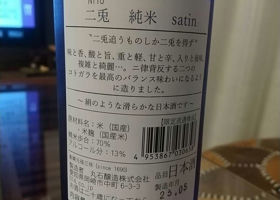 二兎 純米 satin
"二兎追うものしか二兎を得ず"
味と香、酸と旨、重と軽、甘と辛、入りと後味、
複雑と綺麗…。二律背反する二つの
コトガラを最高のバランス味わいになるよう
に造りました。
～絹のような滑らかな日本酒です～
原材料名：米（国産）
・米麹（国産米）
精米歩合：70%
アルコール分：13%
限定流通商品
丸石醸造株式会社
品目 日本酒
製造年月
25.05